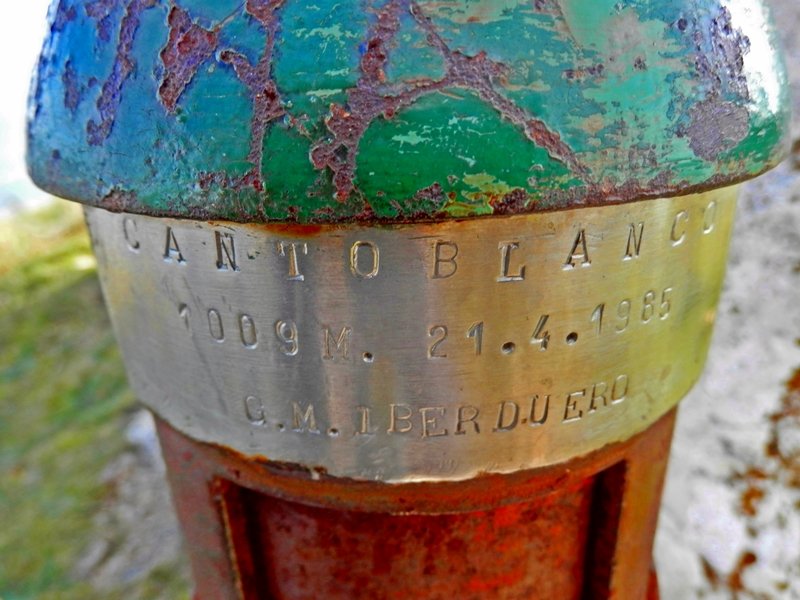 CANTO BLANCO
1009 M. 21.4.1985
G.M. IBERDUERO